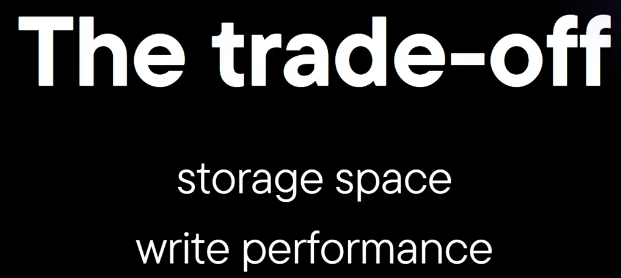 The trade-off
storage space
write performance